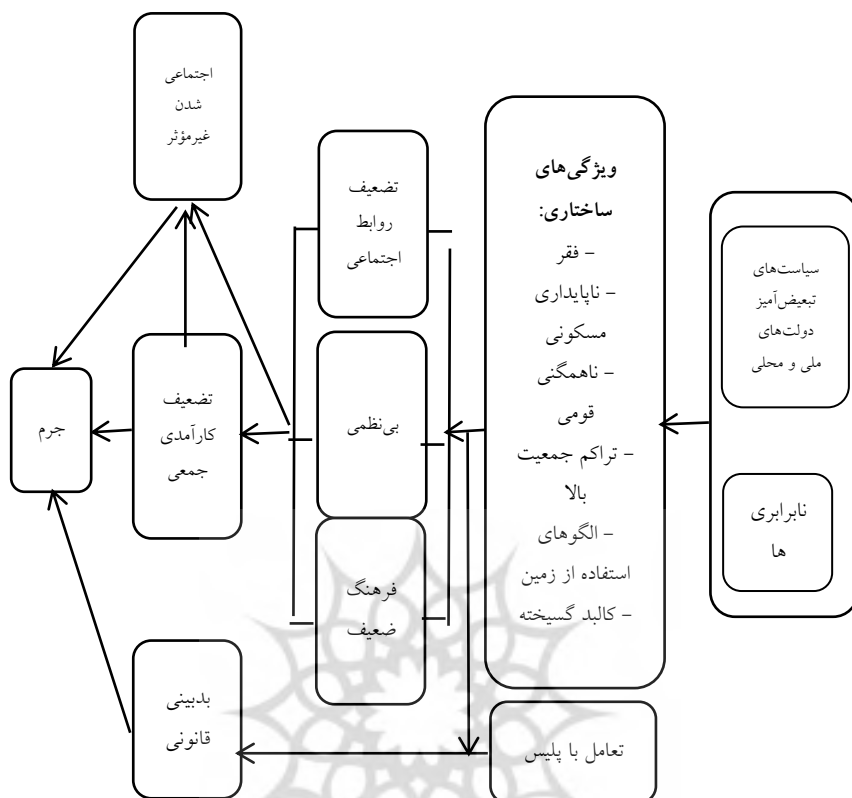 سیاست‌های
تبعیض‌آمیز
دولت‌های
ملی و محلی
نابرابری
ها
ویژگی‌های
ساختاری:
- فقر
- ناپایداری
مسکونی
- ناهمگنی
قومی
- تراکم جمعیت
بالا
- الگوهای
استفاده از زمین
- کالبد گسیخته
تعامل با پلیس
تضعیف
روابط
اجتماعی
بی‌نظمی
فرهنگ
ضعیف
اجتماعی
شدن
غیرمؤثر
تضعیف
کارآمدی
جمعی
بدبینی
قانونی
جرم